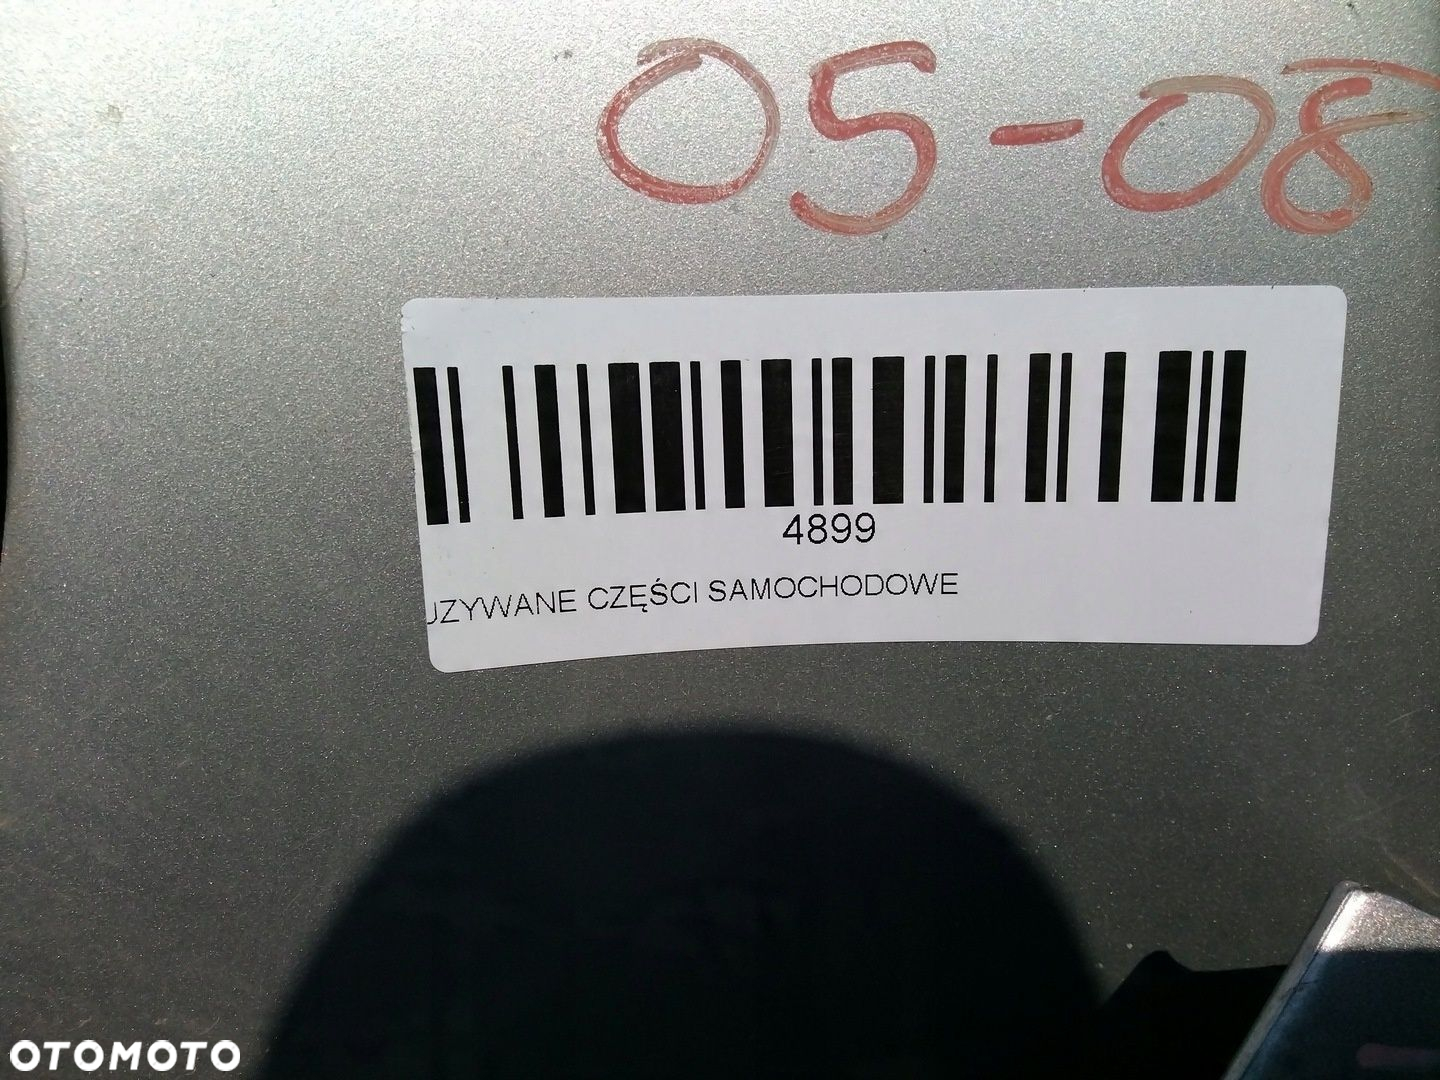 05-08
4899
UZYWANE CZĘŚCI SAMOCHODOWE
OTOMOTO